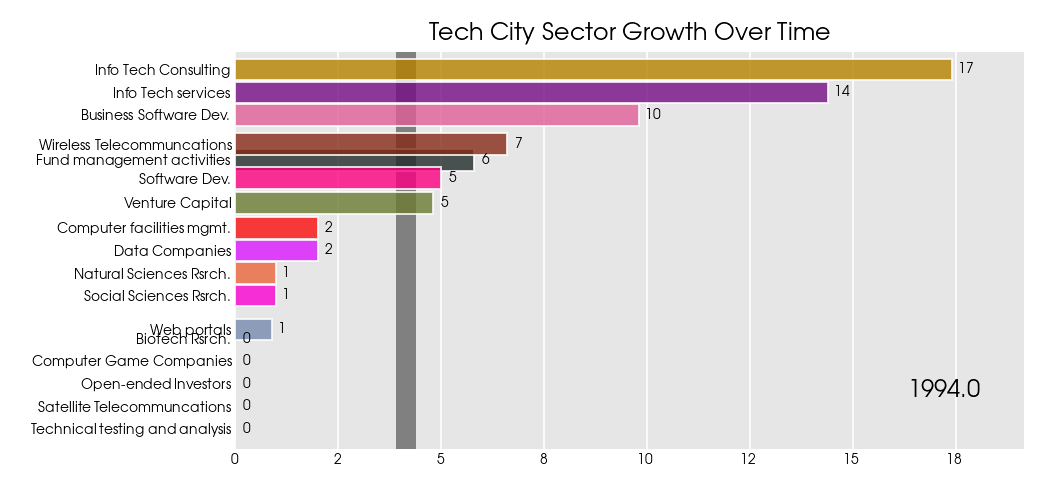 Tech City Sector Growth Over Time
Info Tech Consulting 17
Info Tech services 14
Business Software Dev. 10
Wireless Telecommuncations 7
Fund management activities 6
Software Dev. 5
Venture Capital 5
Computer facilities mgmt. 2
Data Companies 2
Natural Sciences Rsrch. 1
Social Sciences Rsrch. 1
Web portals 1
Biotech Rsrch. 0
Computer Game Companies 0
Open-ended Investors 0
1994.0
Satellite Telecommuncations 0
Technical testing and analysis 0
0 2 5 8 10 12 15 18